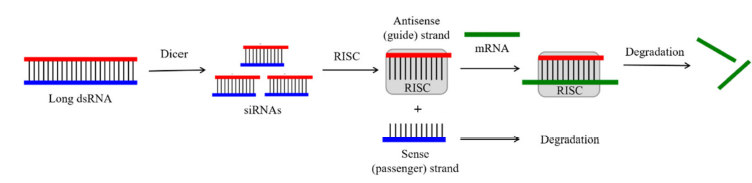 Long dsRNA
Dicer
siRNAs
RISC
Antisense
(guide) strand
RISC
+
Sense
(passenger) strand
mRNA
RISC
Degradation
Degradation